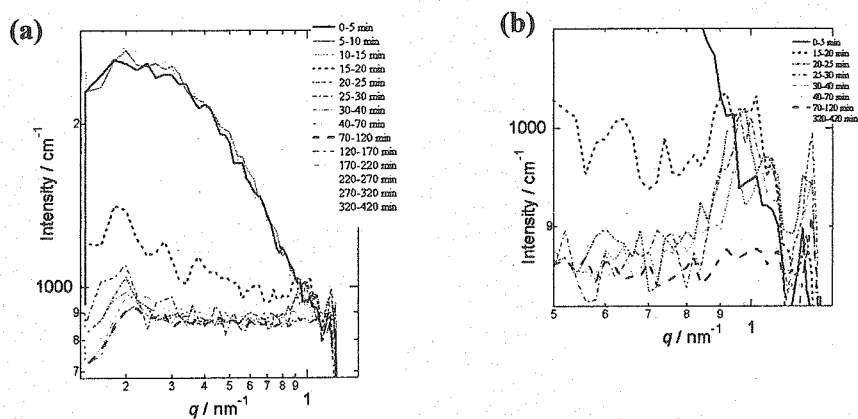 (a)
0-5 min
5-10 min
10-15 min
15-20 min
20-25 min
25-30 min
30-40 min
40-70 min
70-120 min
120-170 min
170-220 min
220-270 min
270-320 min
320-420 min
Intensity / cm⁻¹
2
1000
9
8
7
2 3 4 5 6 7 8 9 1
q / nm⁻¹
(b)
0-5 min
15-20 min
20-25 min
25-30 min
30-40 min
40-70 min
70-120 min
320-420 min
Intensity / cm⁻¹
1000
9
5 6 7 8 9 1
q / nm⁻¹